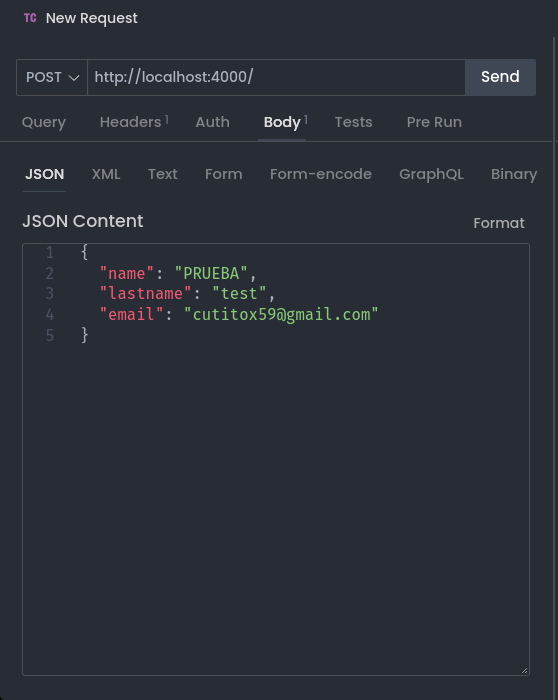 TC New Request
POST http://localhost:4000/ Send
Query Headers 1 Auth Body 1 Tests Pre Run
JSON XML Text Form Form-encode GraphQL Binary
JSON Content Format
1 {
2 "name": "PRUEBA",
3 "lastname": "test",
4 "email": "cutitox59@gmail.com"
5 }